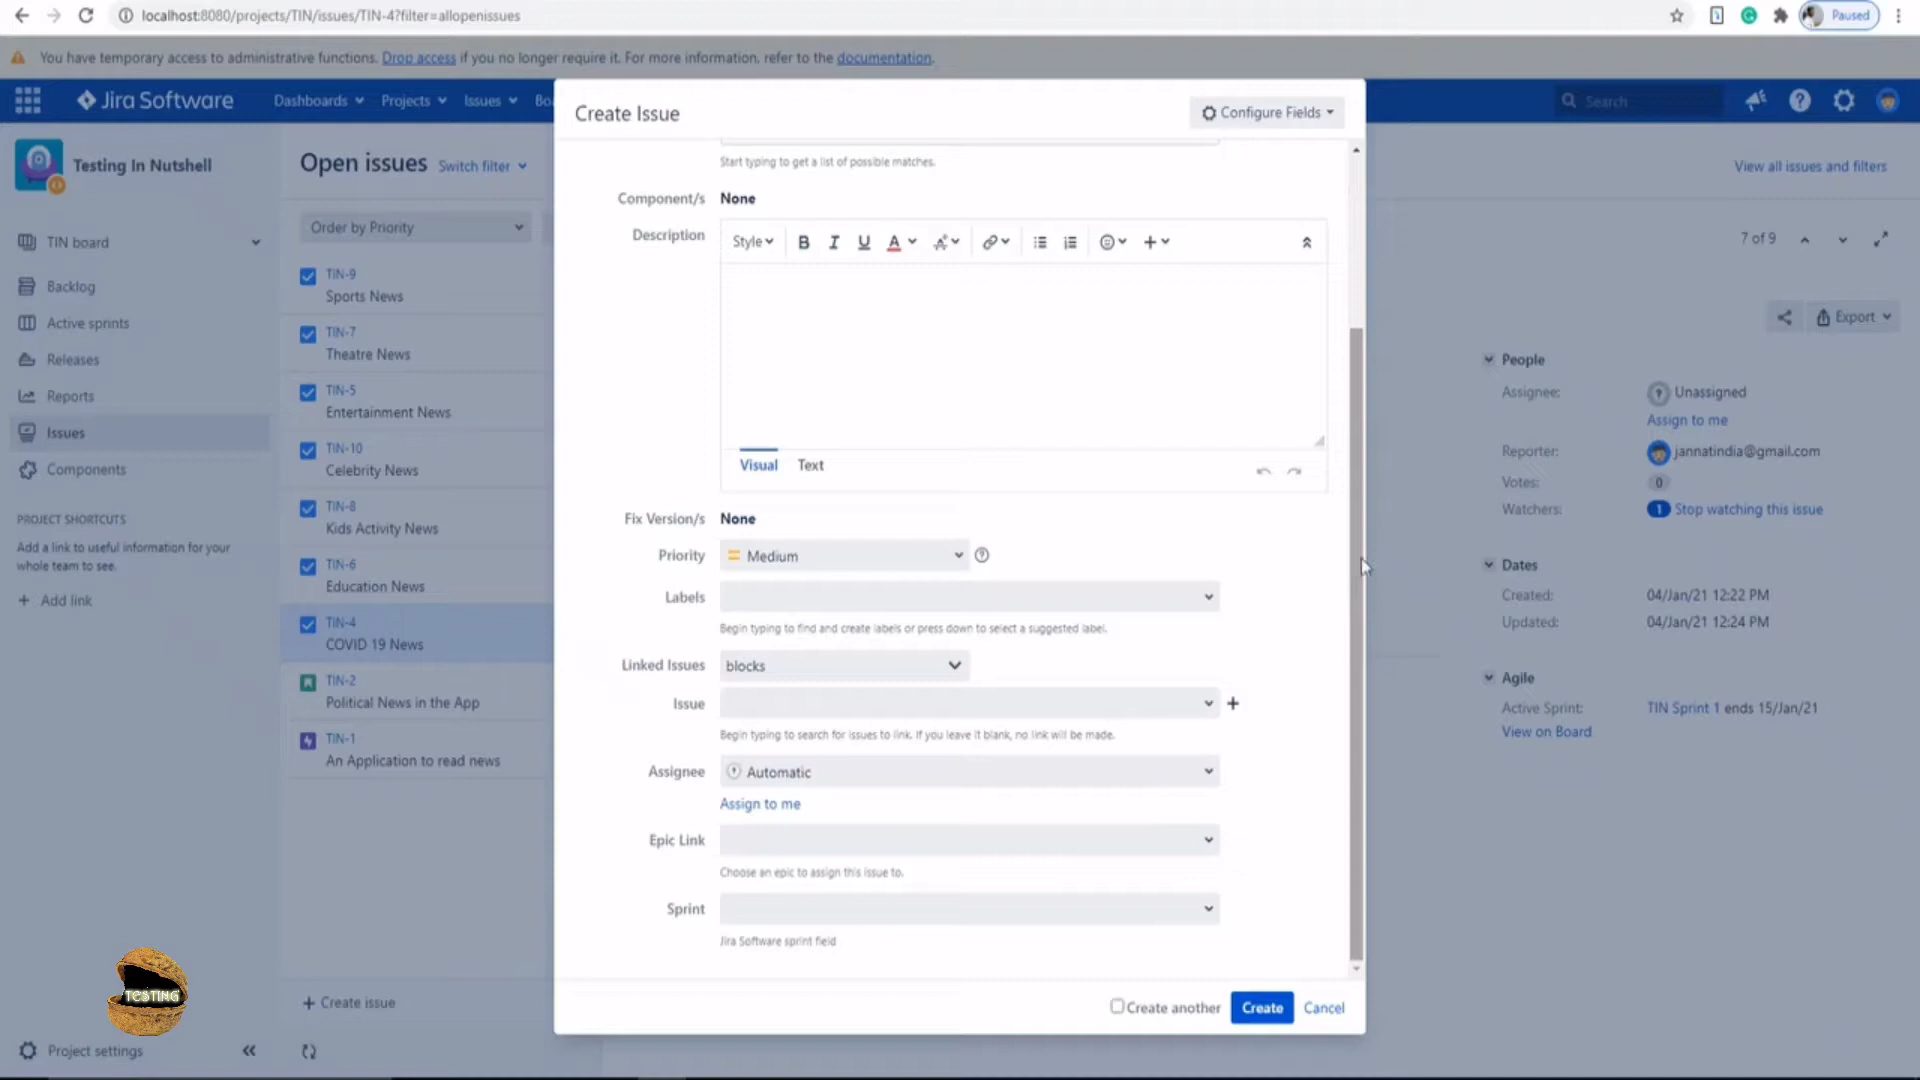 localhost:8080/projects/TIN/issues/TIN-4?filter=allopenissues
Paused
You have temporary access to administrative functions. Drop access if you no longer require it. For more information, refer to the documentation.
Jira Software
Dashboards
Projects
Issues
Boa
Search
Create Issue
Configure Fields
Testing In Nutshell
TIN board
Backlog
Active sprints
Releases
Reports
Issues
Components
PROJECT SHORTCUTS
Add a link to useful information for your
whole team to see.
+ Add link
Project settings
TESTING
Open issues
Switch filter
View all issues and filters
Order by Priority
TIN-9
Sports News
TIN-7
Theatre News
TIN-5
Entertainment News
TIN-10
Celebrity News
TIN-8
Kids Activity News
TIN-6
Education News
TIN-4
COVID 19 News
TIN-2
Political News in the App
TIN-1
An Application to read news
+ Create issue
Start typing to get a list of possible matches.
Component/s
None
Description
Style
B I U A
Visual
Text
Fix Version/s
None
Priority
Medium
Labels
Begin typing to find and create labels or press down to select a suggested label.
Linked Issues
blocks
Issue
Begin typing to search for issues to link. If you leave it blank, no link will be made.
Assignee
Automatic
Assign to me
Epic Link
Choose an epic to assign this issue to.
Sprint
Jira Software sprint field
Create another
Create
Cancel
7 of 9
Export
People
Assignee:
Unassigned
Assign to me
Reporter:
jannatindia@gmail.com
Votes:
0
Watchers:
1
Stop watching this issue
Dates
Created:
04/Jan/21 12:22 PM
Updated:
04/Jan/21 12:24 PM
Agile
Active Sprint:
TIN Sprint 1 ends 15/Jan/21
View on Board